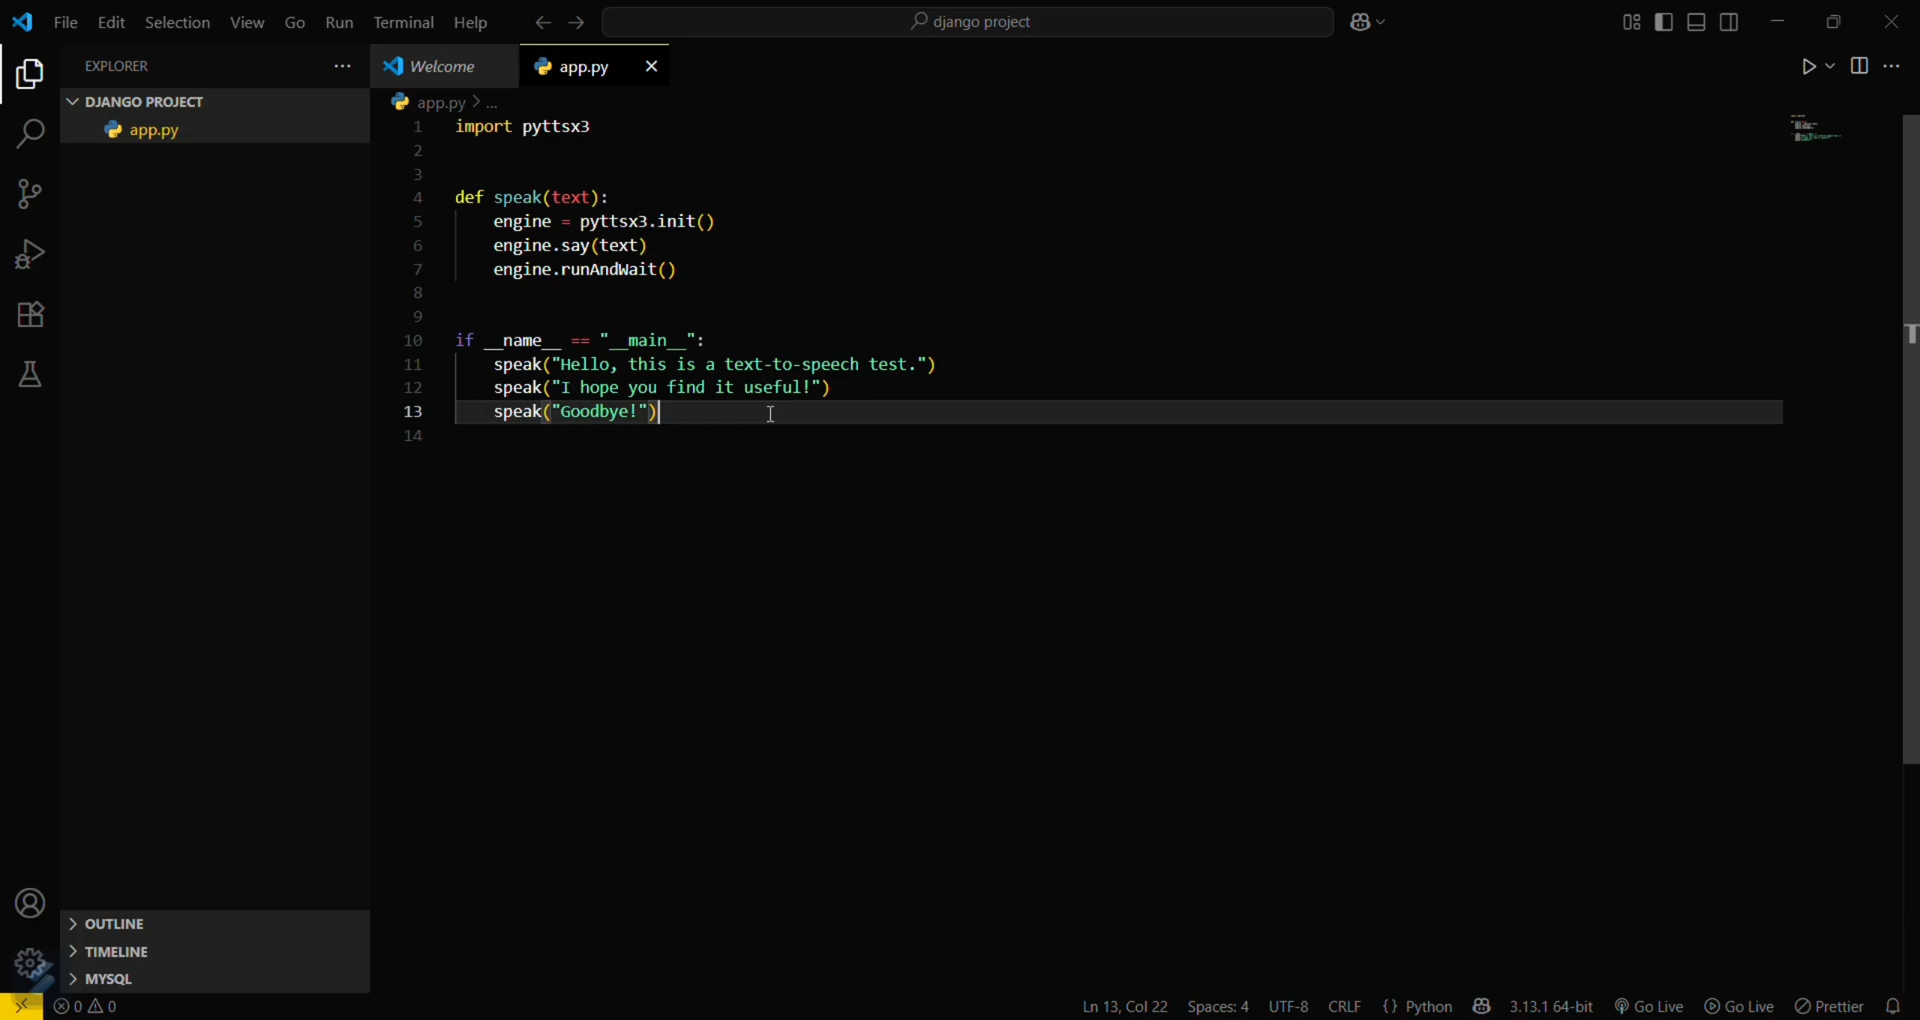 File Edit Selection View Go Run Terminal Help
django project
EXPLORER
Welcome
app.py
DJANGO PROJECT
app.py
app.py > ...
1 import pyttsx3
2
3
4 def speak(text):
5     engine = pyttsx3.init()
6     engine.say(text)
7     engine.runAndWait()
8
9
10 if __name__ == "__main__":
11     speak("Hello, this is a text-to-speech test.")
12     speak("I hope you find it useful!")
13     speak("Goodbye!")
14
OUTLINE
TIMELINE
MYSQL
0 0 Ln 13, Col 22 Spaces: 4 UTF-8 CRLF {} Python 3.13.1 64-bit Go Live Go Live Prettier